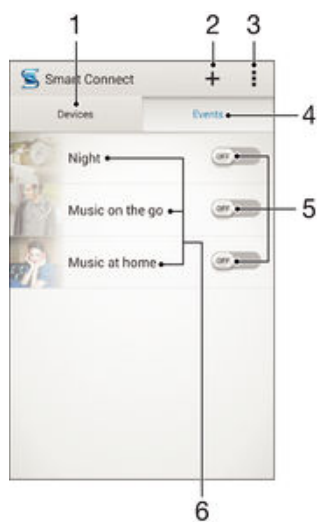 1 2 3
Smart Connect
Devices Events 4
Night OFF
Music on the go OFF 5
Music at home OFF
6